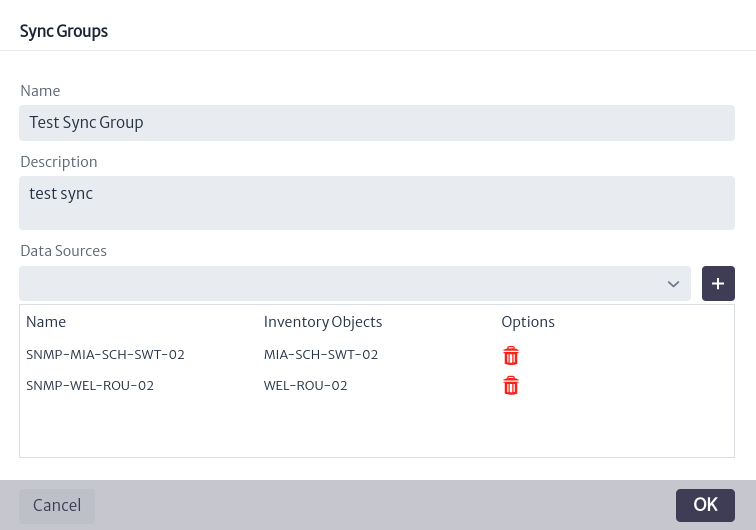 Sync Groups
Name
Test Sync Group
Description
test sync
Data Sources
Name Inventory Objects Options
SNMP-MIA-SCH-SWT-02 MIA-SCH-SWT-02
SNMP-WEL-ROU-02 WEL-ROU-02
Cancel OK